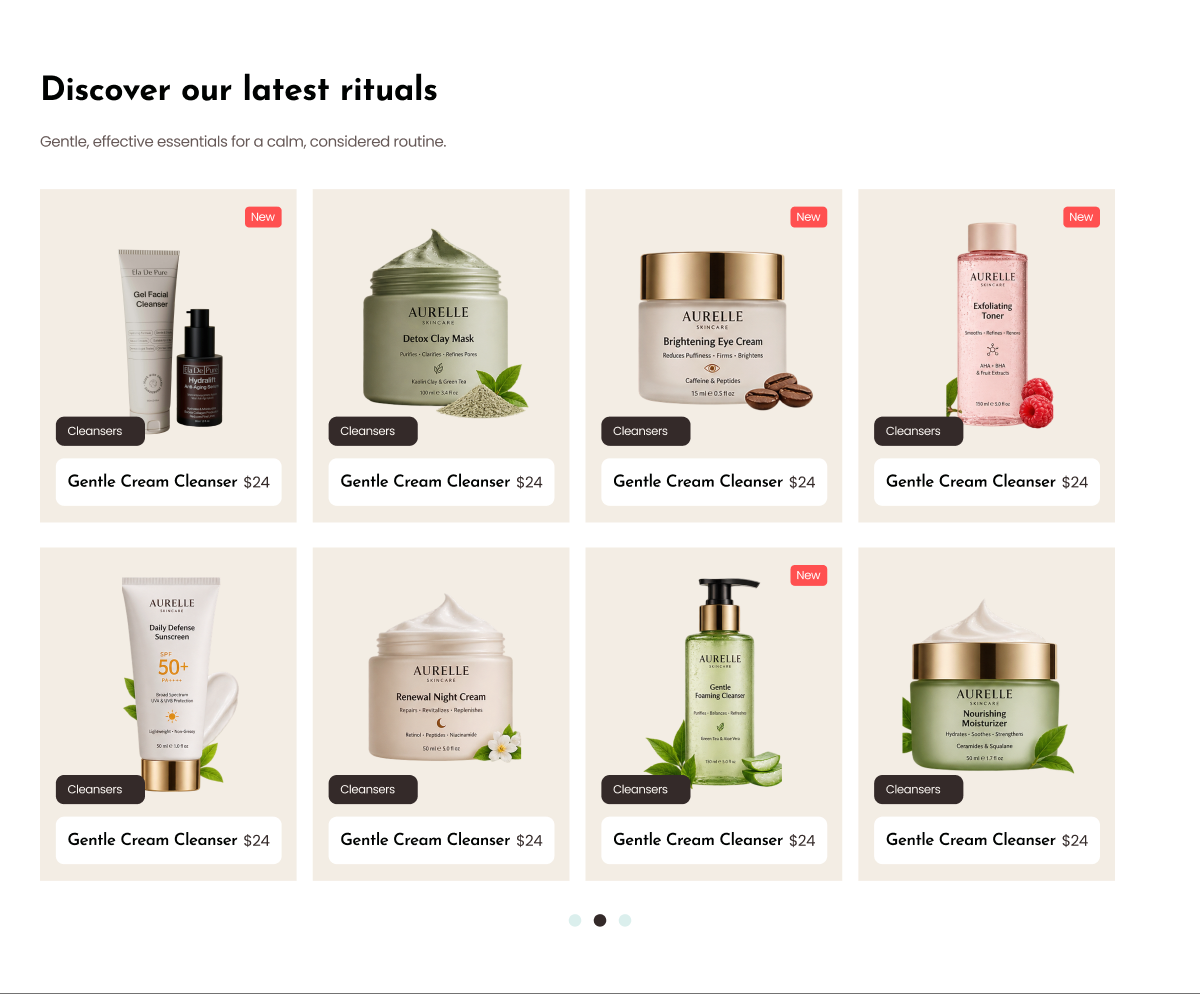 Discover our latest rituals
Gentle, effective essentials for a calm, considered routine.
New
Ela De Pure
Gel Facial
Cleanser
Ela De Pure
Hydralift
Anti-Aging Serum
Cleansers
Gentle Cream Cleanser $24
AURELLE
SKINCARE
Detox Clay Mask
Purifies • Clarifies • Refines Pores
Kaolin Clay & Green Tea
100 ml ℮ 3.4 fl oz
Cleansers
Gentle Cream Cleanser $24
New
AURELLE
SKINCARE
Brightening Eye Cream
Reduces Puffiness • Firms • Brightens
Caffeine & Peptides
15 ml ℮ 0.5 fl oz
Cleansers
Gentle Cream Cleanser $24
New
AURELLE
SKINCARE
Exfoliating
Toner
Smooths • Refines • Renews
AHA • BHA
& Fruit Extracts
150 ml ℮ 5.0 fl oz
Cleansers
Gentle Cream Cleanser $24
AURELLE
SKINCARE
Daily Defense
Sunscreen
SPF
50+
PA++++
Broad Spectrum
UVA & UVB Protection
Lightweight • Non-Greasy
50 ml ℮ 1.0 fl oz
Cleansers
Gentle Cream Cleanser $24
AURELLE
SKINCARE
Renewal Night Cream
Repairs • Revitalizes • Replenishes
Retinol • Peptides • Niacinamide
50 ml ℮ 5.0 fl oz
Cleansers
Gentle Cream Cleanser $24
New
AURELLE
SKINCARE
Gentle
Foaming Cleanser
Purifies • Balances • Refreshes
Green Tea & Aloe Vera
150 ml ℮ 5.0 fl oz
Cleansers
Gentle Cream Cleanser $24
AURELLE
SKINCARE
Nourishing
Moisturizer
Hydrates • Soothes • Strengthens
Ceramides & Squalane
50 ml ℮ 1.7 fl oz
Cleansers
Gentle Cream Cleanser $24